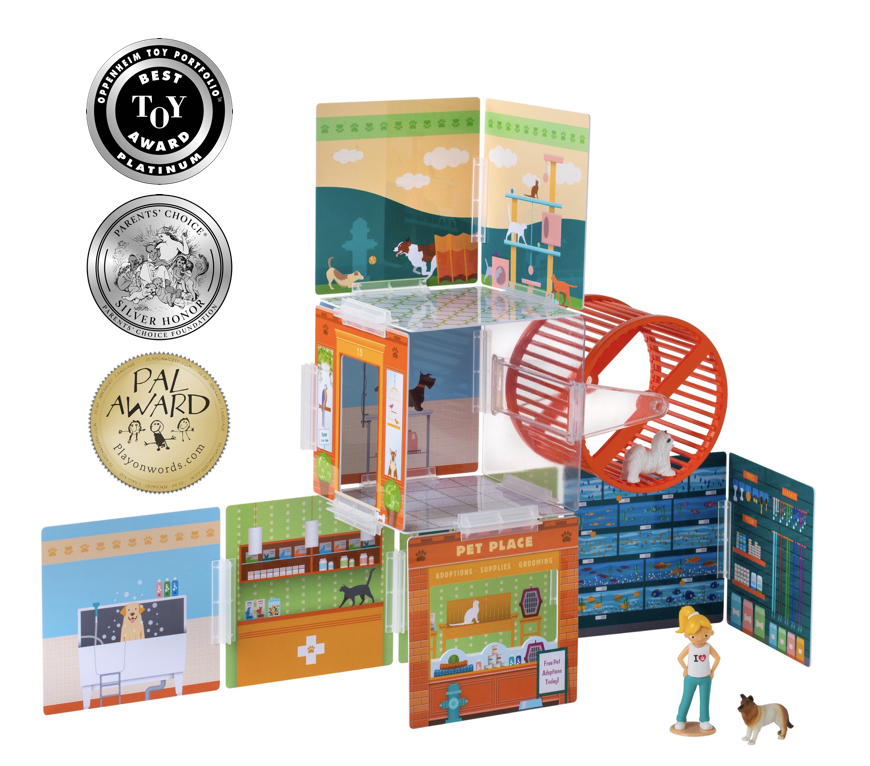 OPPENHEIM TOY PORTFOLIO™
BEST
TOY
AWARD
PLATINUM
PARENTS' CHOICE®
SILVER HONOR
PARENTS' CHOICE FOUNDATION
PAL
AWARD
Playonwords.com
PET PLACE
ADOPTIONS SUPPLIES GROOMING
Free Pet
Adoptions
Today!
I ♥